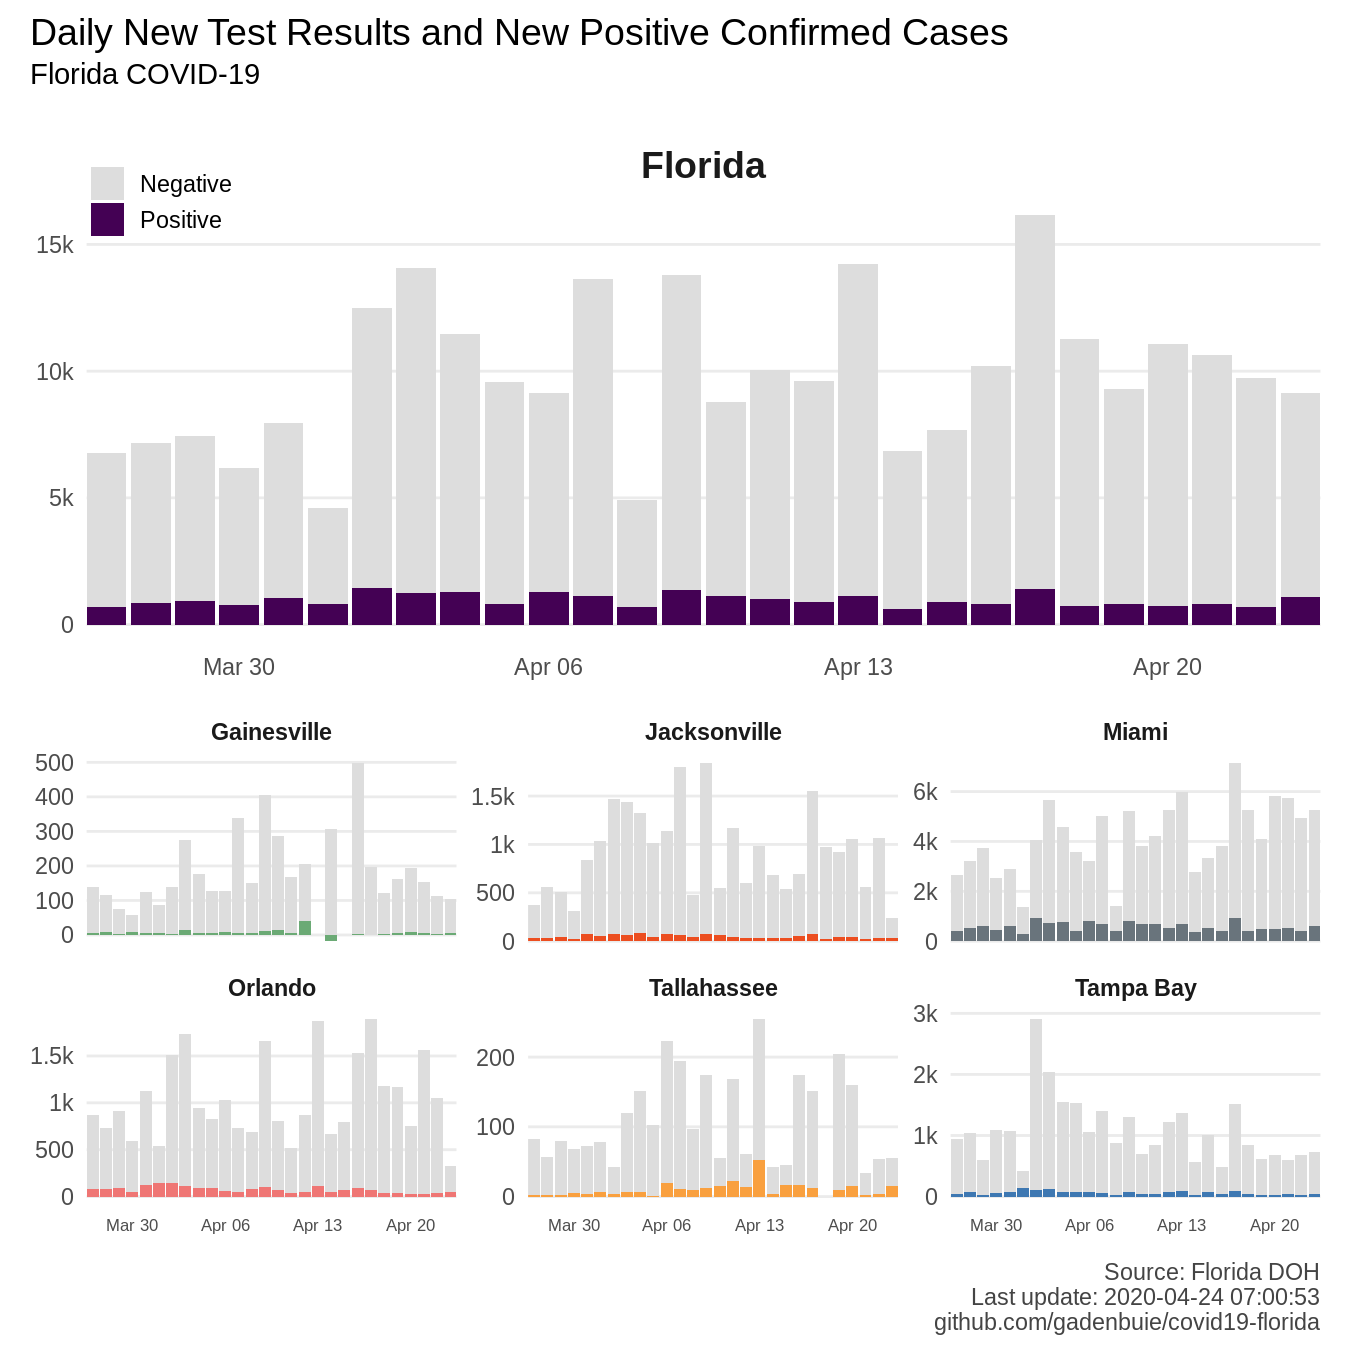 Daily New Test Results and New Positive Confirmed Cases
Florida COVID-19
Florida
Negative
Positive
15k
10k
5k
0
Mar 30 Apr 06 Apr 13 Apr 20
Gainesville
500
400
300
200
100
0
Jacksonville
1.5k
1k
500
0
Miami
6k
4k
2k
0
Orlando
1.5k
1k
500
0
Mar 30 Apr 06 Apr 13 Apr 20
Tallahassee
200
100
0
Mar 30 Apr 06 Apr 13 Apr 20
Tampa Bay
3k
2k
1k
0
Mar 30 Apr 06 Apr 13 Apr 20
Source: Florida DOH
Last update: 2020-04-24 07:00:53
github.com/gadenbuie/covid19-florida